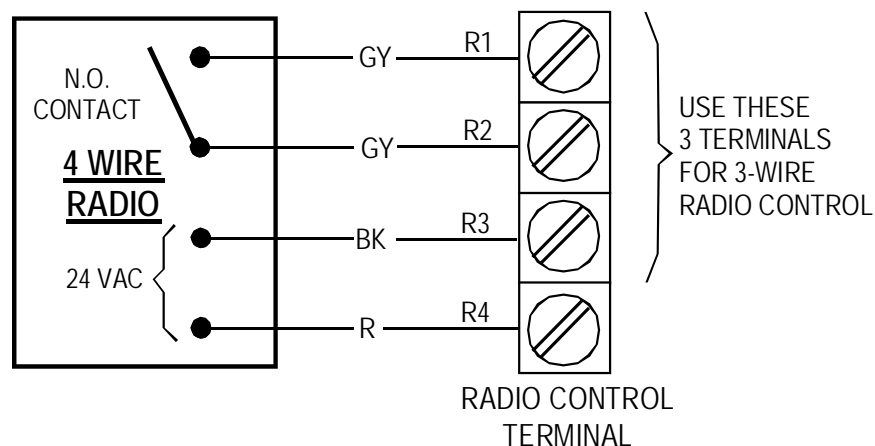 N.O.
CONTACT
4 WIRE
RADIO
24 VAC
GY
R1
GY
R2
BK
R3
R
R4
USE THESE
3 TERMINALS
FOR 3-WIRE
RADIO CONTROL
RADIO CONTROL
TERMINAL